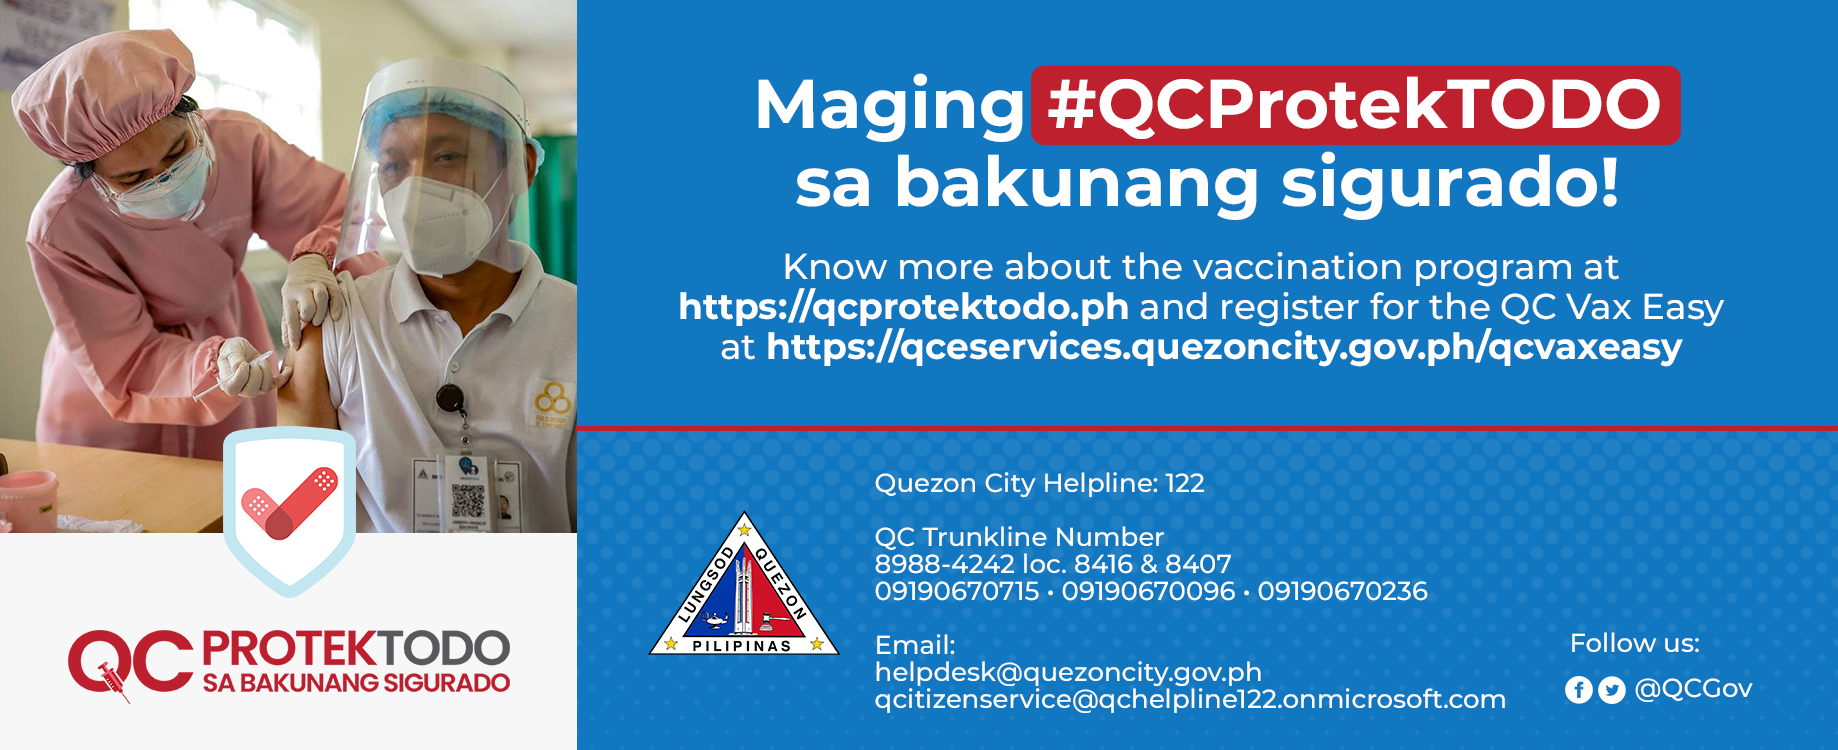 Maging #QCProtekTODO
sa bakunang sigurado!
Know more about the vaccination program at
https://qcprotektodo.ph and register for the QC Vax Easy
at https://qceservices.quezoncity.gov.ph/qcvaxeasy
QC PROTEKTODO
SA BAKUNANG SIGURADO
LUNGSOD QUEZON
PILIPINAS
Quezon City Helpline: 122
QC Trunkline Number
8988-4242 loc. 8416 & 8407
09190670715 • 09190670096 • 09190670236
Email:
helpdesk@quezoncity.gov.ph
qcitizenservice@qchelpline122.onmicrosoft.com
Follow us:
@QCGov